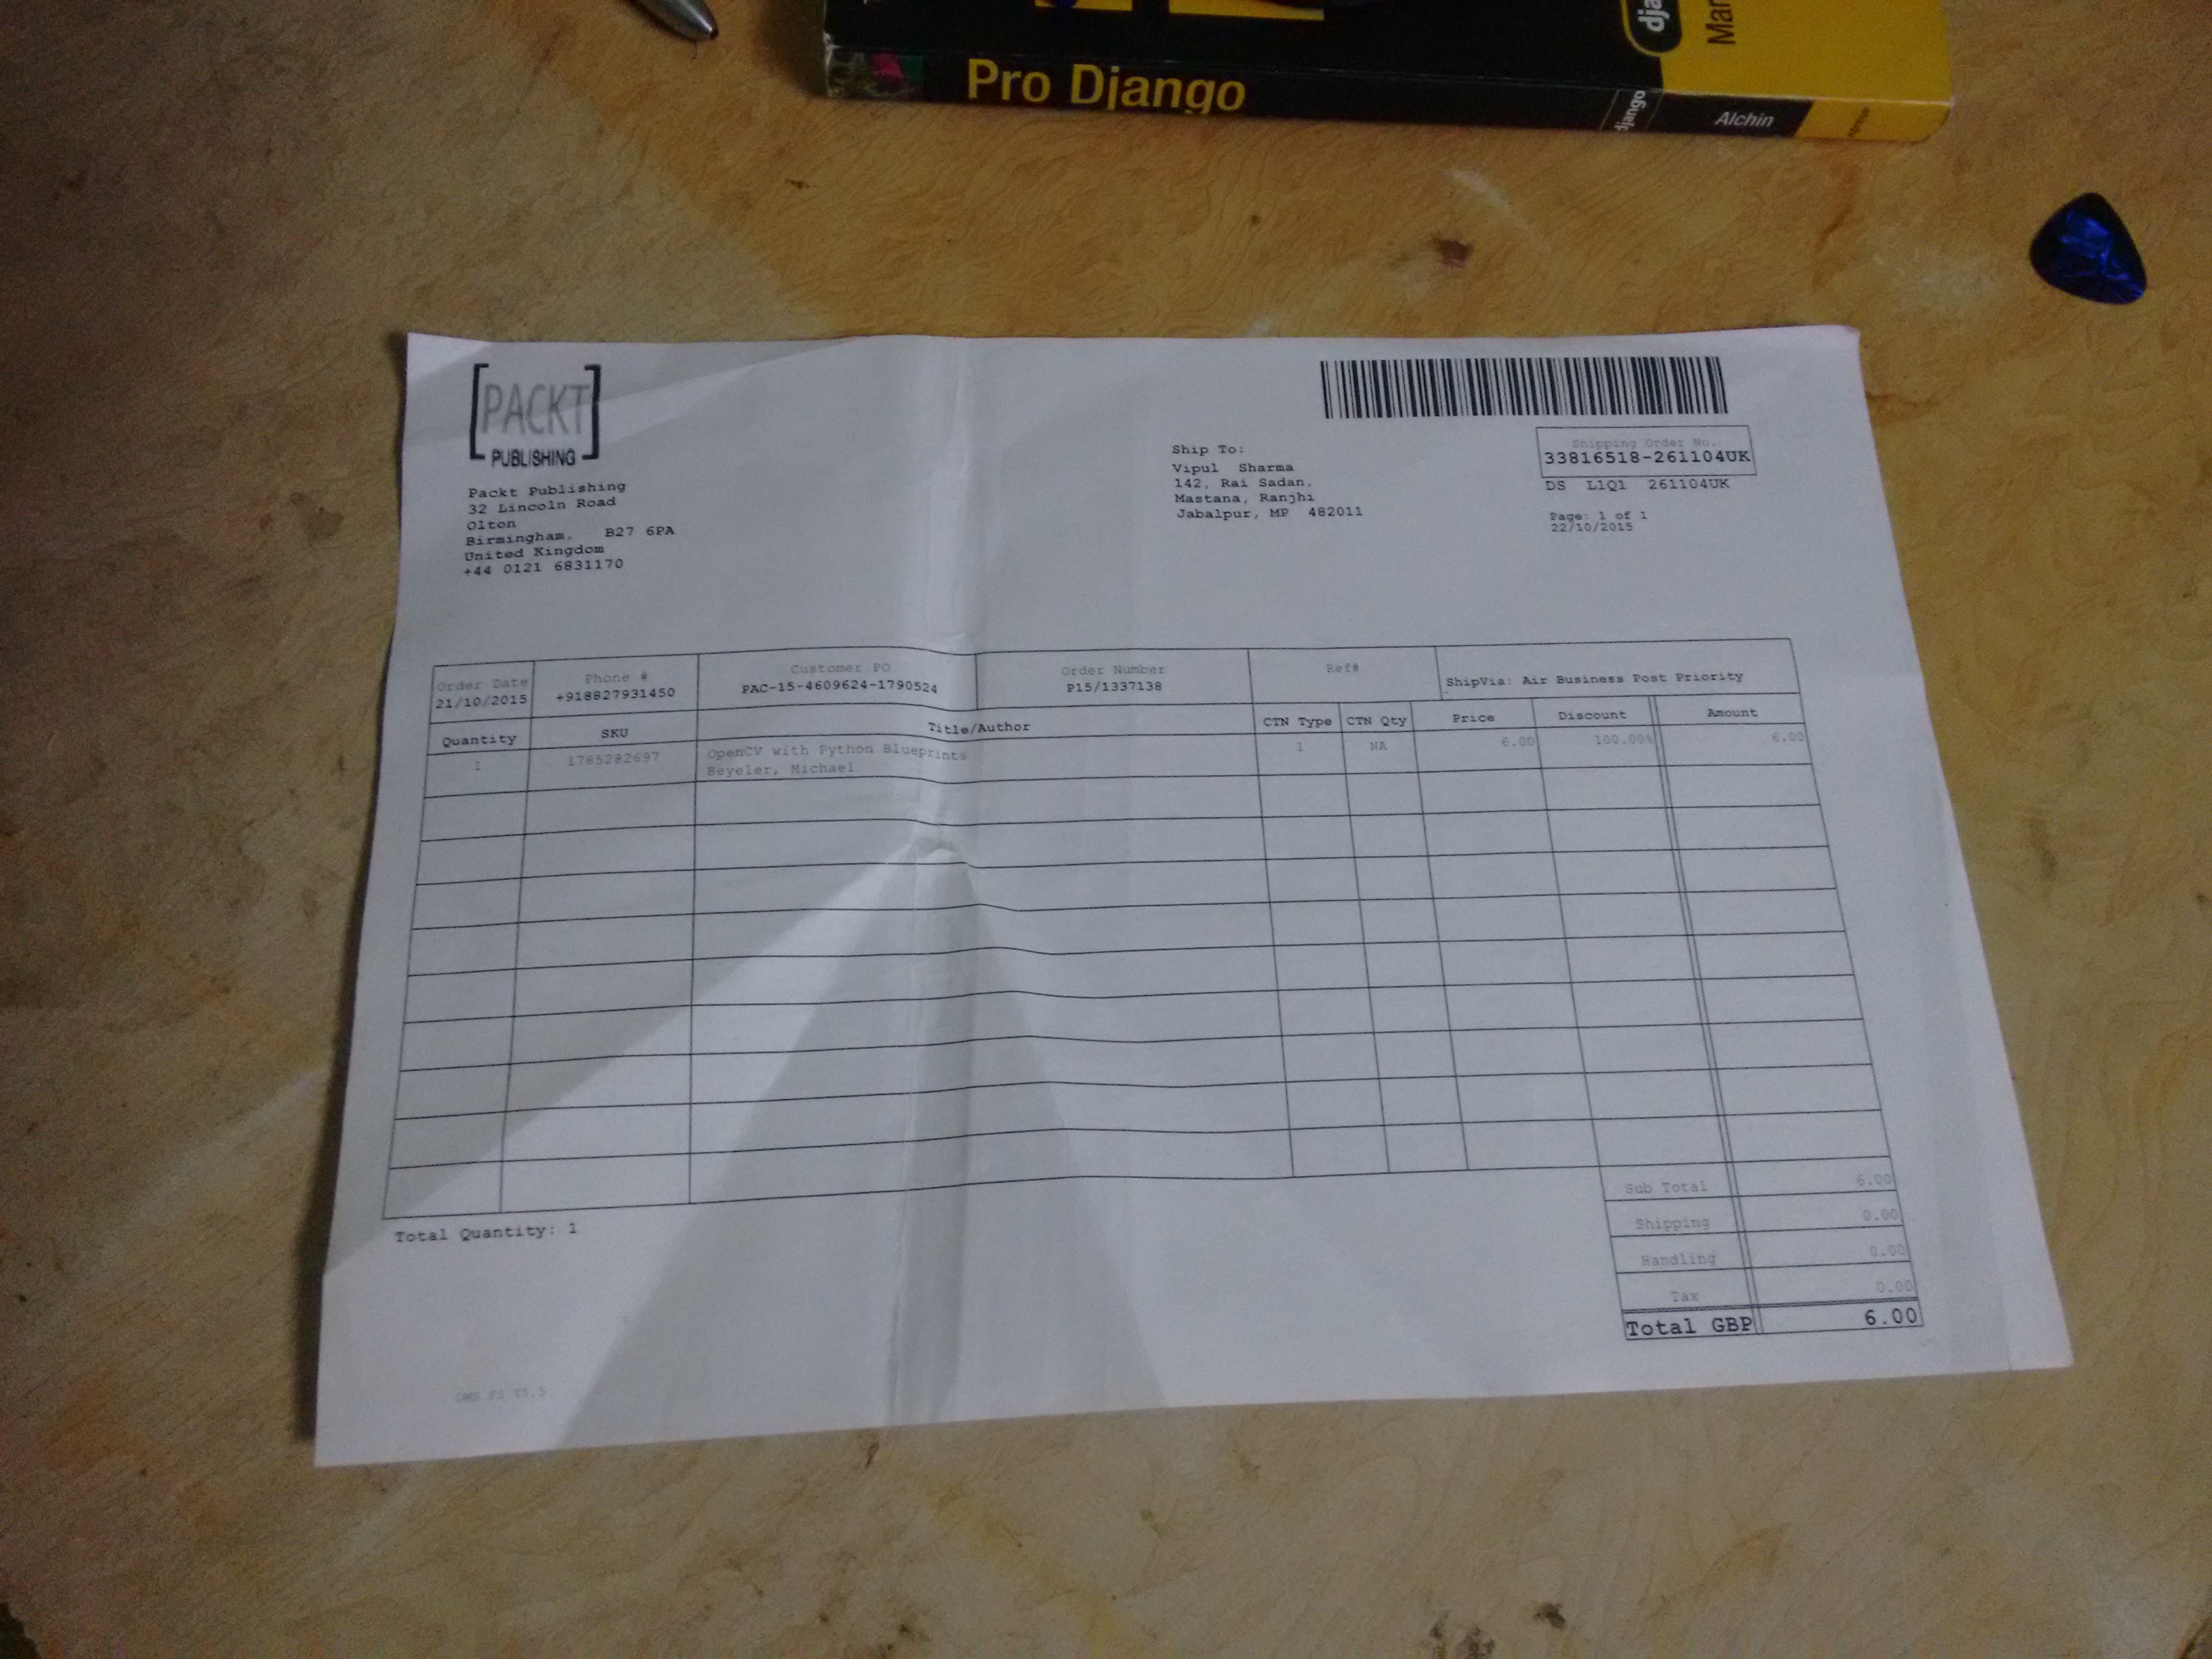 Pro Django
django
Alchin
dja
Mar
[PACKT]
PUBLISHING
Packt Publishing
32 Lincoln Road
Olton
Birmingham, B27 6PA
United Kingdom
+44 0121 6831170
Ship To:
Vipul Sharma
142, Rai Sadan,
Mastana, Ranjhi
Jabalpur, MP 482011
Shipping Order No.
33816518-261104UK
DS L1Q1 261104UK
Page: 1 of 1
22/10/2015
Order Date Phone # Customer PO Order Number Ref#
21/10/2015 +918827931450 PAC-15-4609624-1790524 P15/1337138 ShipVia: Air Business Post Priority
Quantity SKU Title/Author CTN Type CTN Qty Price Discount Amount
1 1785282697 OpenCV with Python Blueprints 1 NA 6.00 100.00% 6.00
Beyeler, Michael
Sub Total 6.00
Shipping 0.00
Handling 0.00
Tax 0.00
Total GBP 6.00
Total Quantity: 1